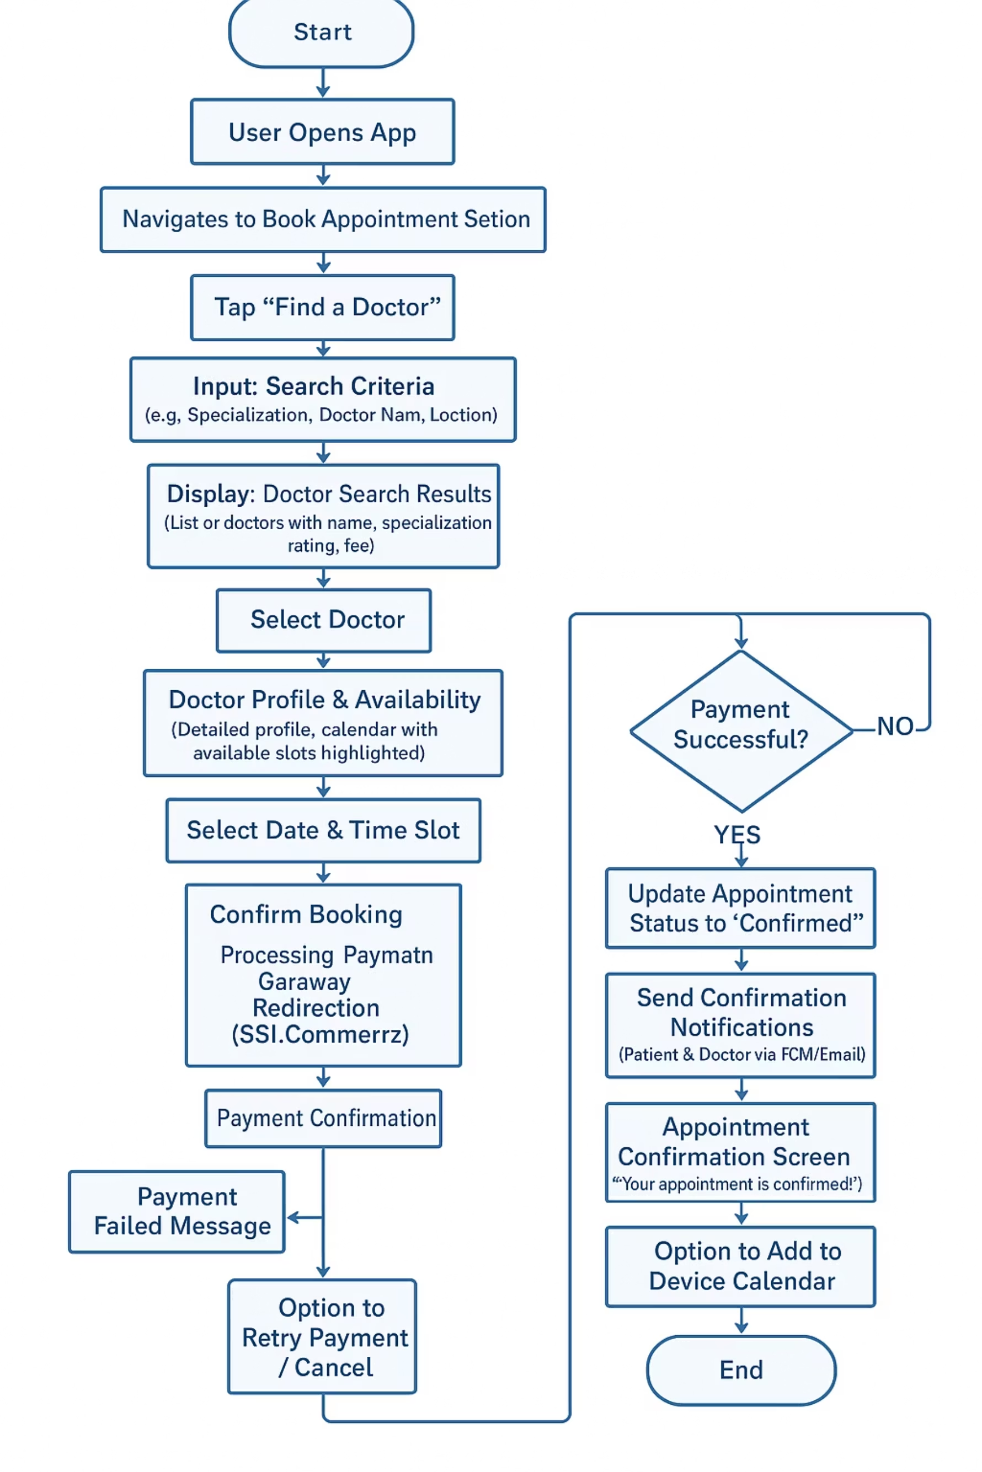 Start
User Opens App
Navigates to Book Appointment Setion
Tap “Find a Doctor”
Input: Search Criteria
(e.g, Specialization, Doctor Nam, Loction)
Display: Doctor Search Results
(List or doctors with name, specialization
rating, fee)
Select Doctor
Doctor Profile & Availability
(Detailed profile, calendar with
available slots highlighted)
Select Date & Time Slot
Confirm Booking
Processing Paymatn
Garaway
Redirection
(SSI.Commerrz)
Payment Confirmation
Payment
Failed Message
Option to
Retry Payment
/ Cancel
Payment
Successful?
NO
YES
Update Appointment
Status to ‘Confirmed”
Send Confirmation
Notifications
(Patient & Doctor via FCM/Email)
Appointment
Confirmation Screen
“‘Your appointment is confirmed!’)
Option to Add to
Device Calendar
End